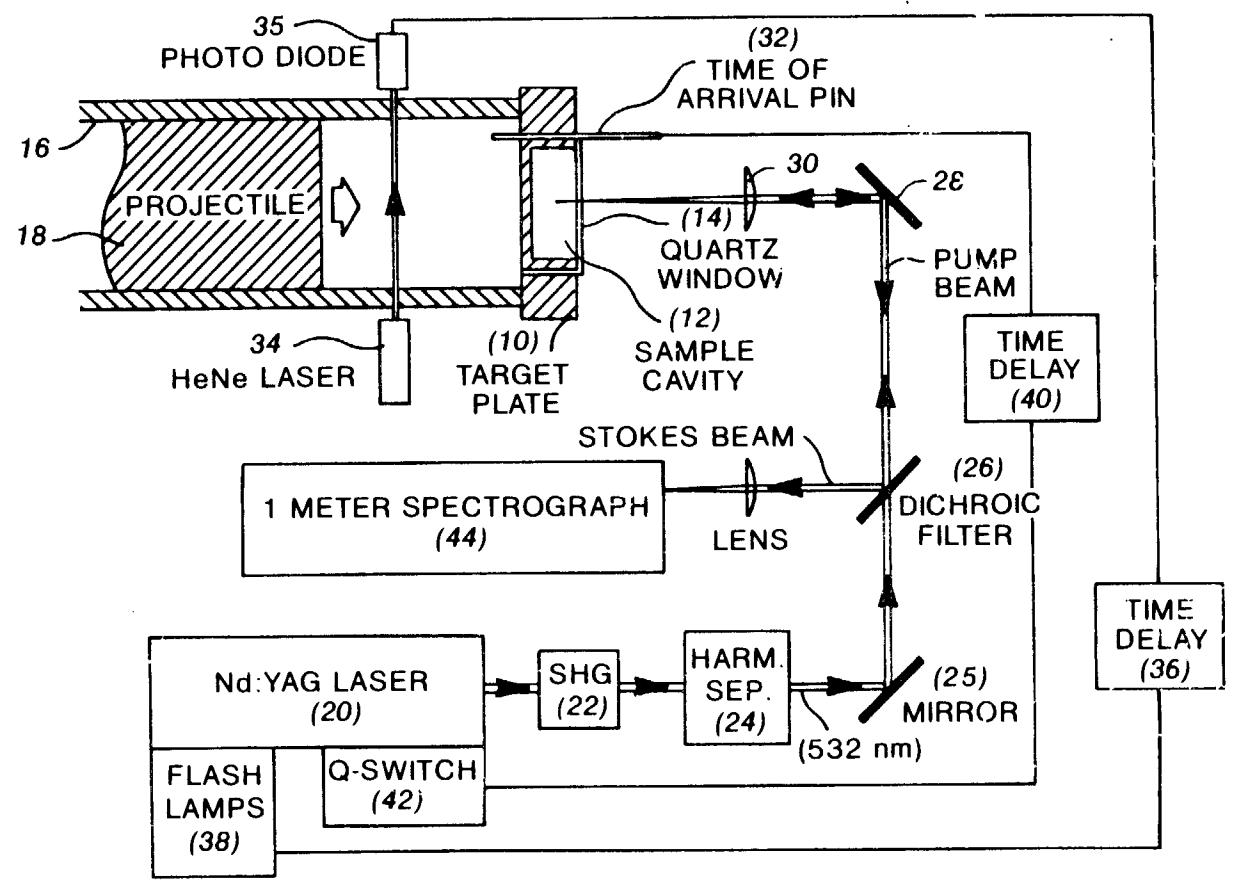 35
PHOTO DIODE
(32)
TIME OF
ARRIVAL PIN
16
PROJECTILE
18
30
28
(14)
QUARTZ
WINDOW
PUMP
BEAM
34
HeNe LASER
(10)
TARGET
PLATE
(12)
SAMPLE
CAVITY
TIME
DELAY
(40)
STOKES BEAM
1 METER SPECTROGRAPH
(44)
LENS
(26)
DICHROIC
FILTER
TIME
DELAY
(36)
Nd:YAG LASER
(20)
SHG
(22)
HARM.
SEP.
(24)
(25)
MIRROR
(532 nm)
FLASH
LAMPS
(38)
Q-SWITCH
(42)